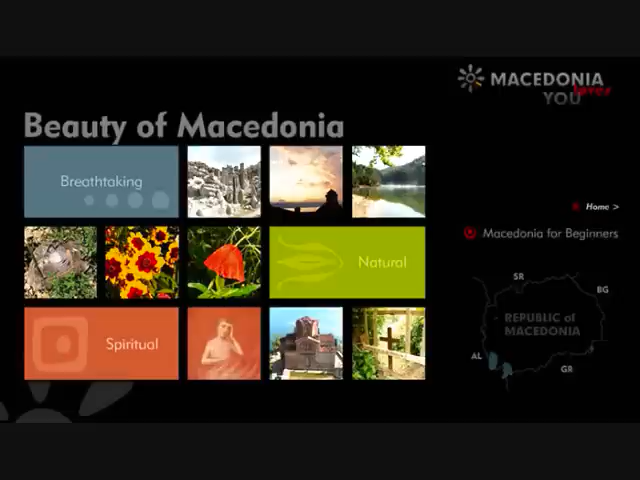 MACEDONIA
loves
YOU
Beauty of Macedonia
Breathtaking
Home >
Macedonia for Beginners
Natural
SR
BG
REPUBLIC of
MACEDONIA
Spiritual
AL
GR